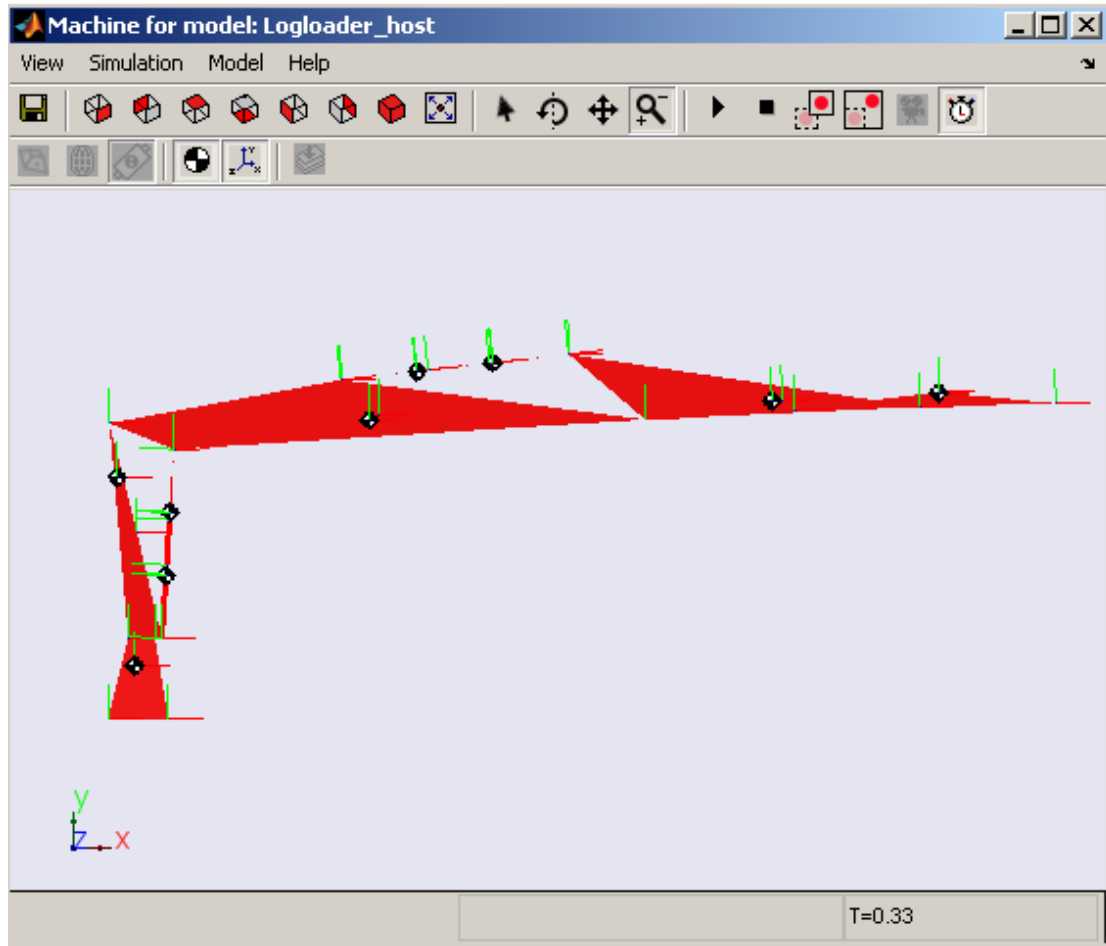 Machine for model: Logloader_host
View Simulation Model Help
y
z x
T=0.33